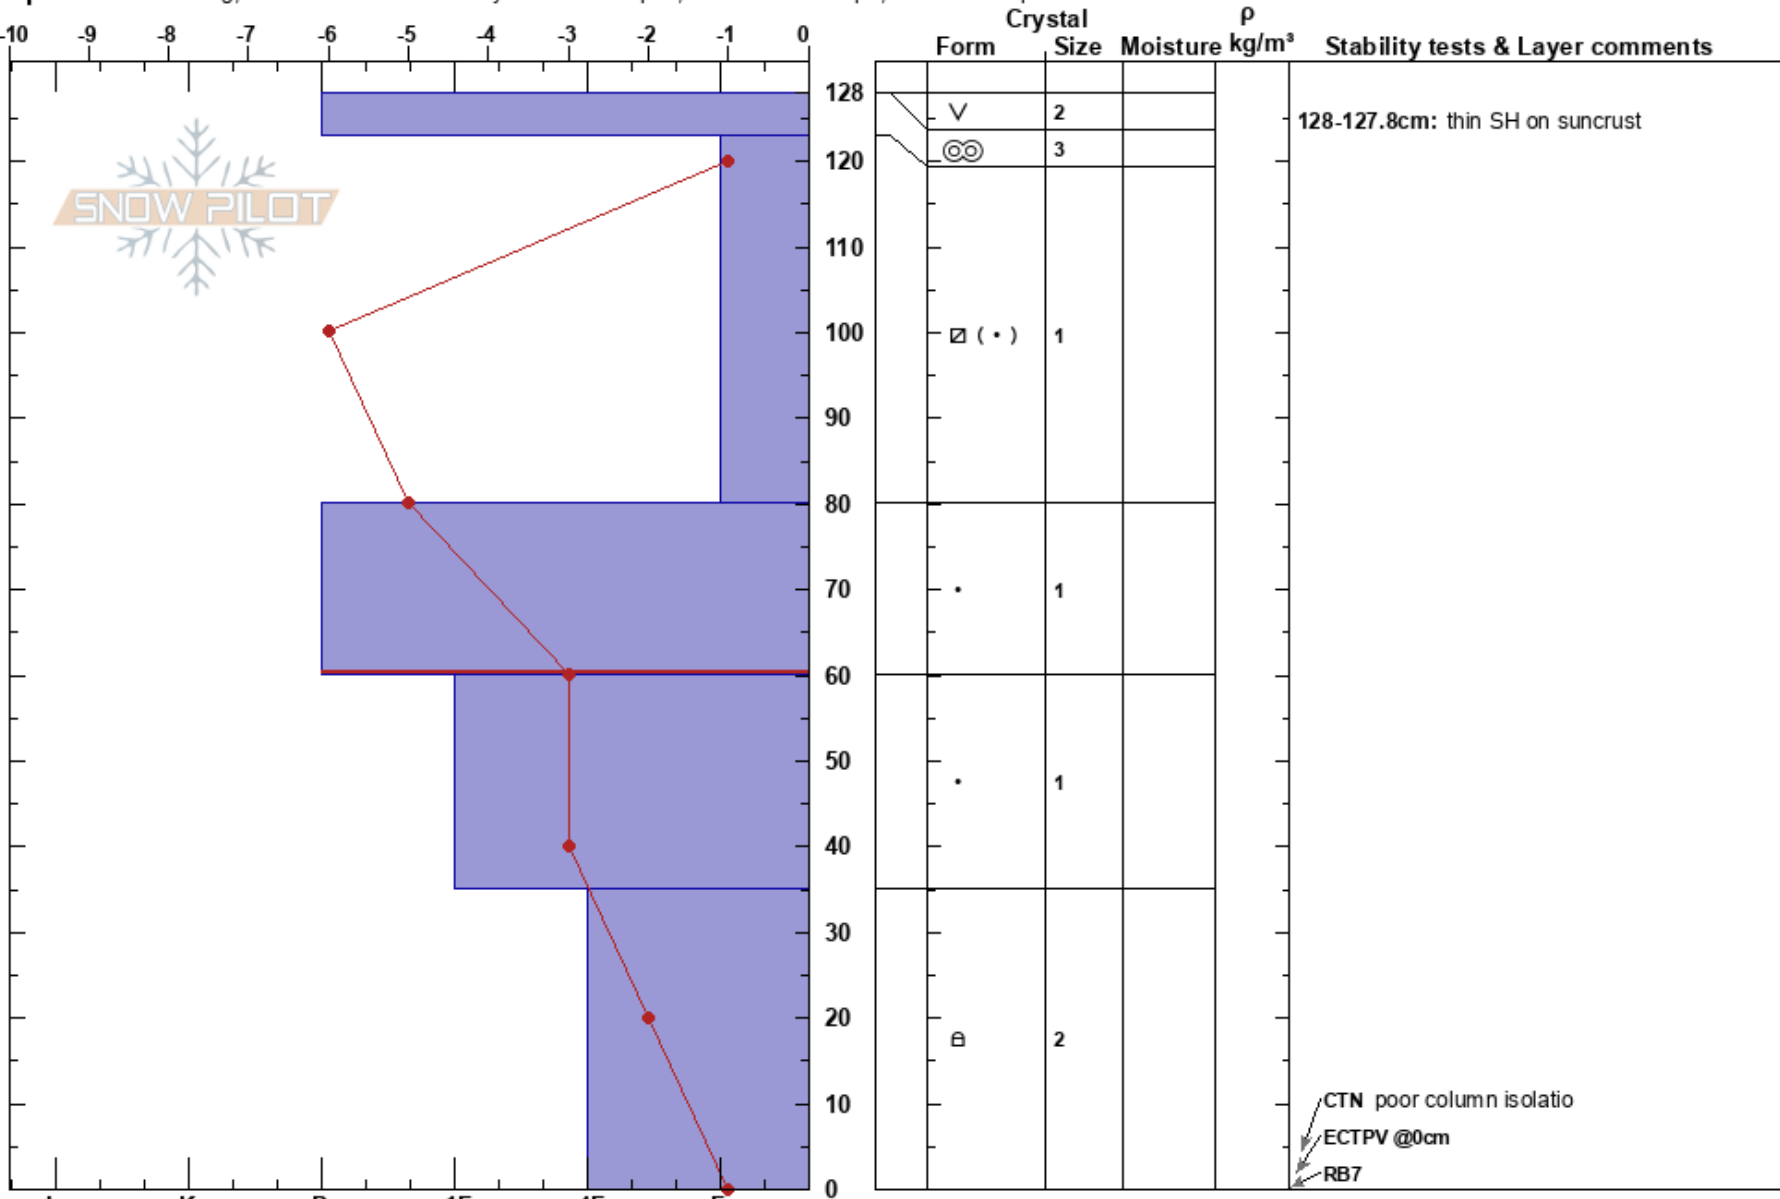 -10 -9 -8 -7 -6 -5 -4 -3 -2 -1 0
Crystal
Form Size Moisture ρ kg/m³ Stability tests & Layer comments
128
2
128-127.8cm: thin SH on suncrust
3
120
SNOW PILOT
110
100
( • ) 1
90
80
70
1
60
50
1
40
30
20
2
10
CTN poor column isolatio
ECTPV @0cm
RB7
0